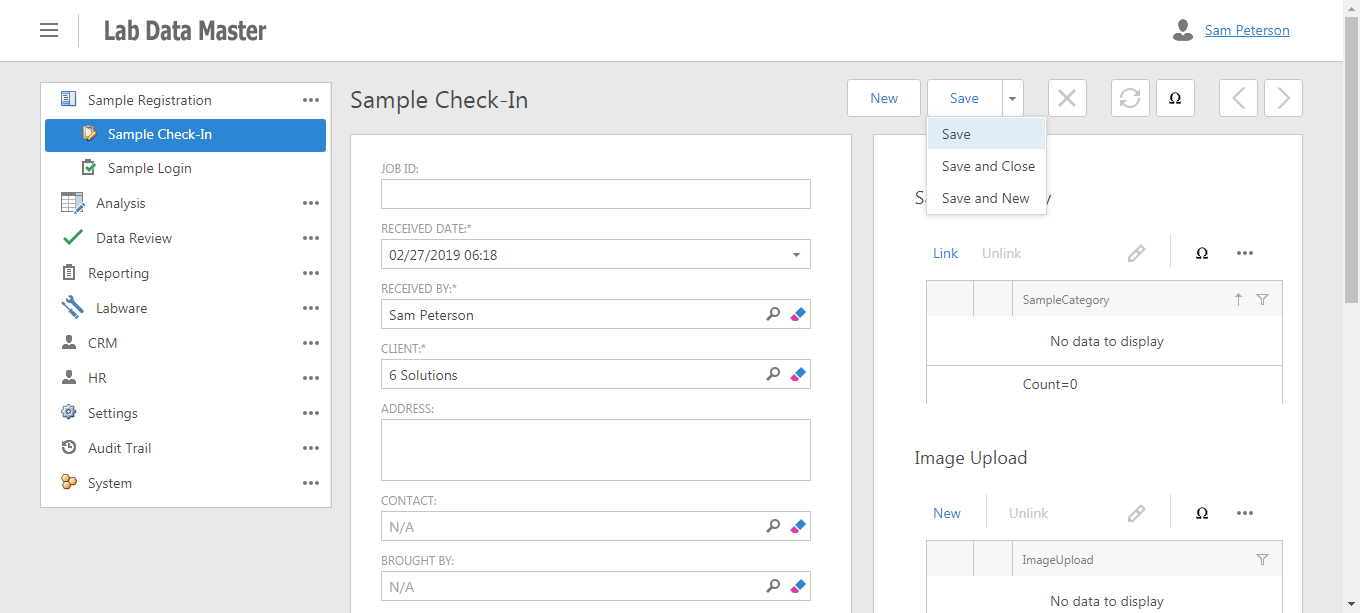 Lab Data Master
Sam Peterson
Sample Registration
Sample Check-In
Sample Login
Analysis
Data Review
Reporting
Labware
CRM
HR
Settings
Audit Trail
System
Sample Check-In
New
Save
Ω
Save
Save and Close
Save and New
JOB ID:
RECEIVED DATE:*
02/27/2019 06:18
RECEIVED BY:*
Sam Peterson
CLIENT:*
6 Solutions
ADDRESS:
CONTACT:
N/A
BROUGHT BY:
N/A
Link Unlink Ω
SampleCategory
No data to display
Count=0
Image Upload
New Unlink Ω
ImageUpload
No data to display